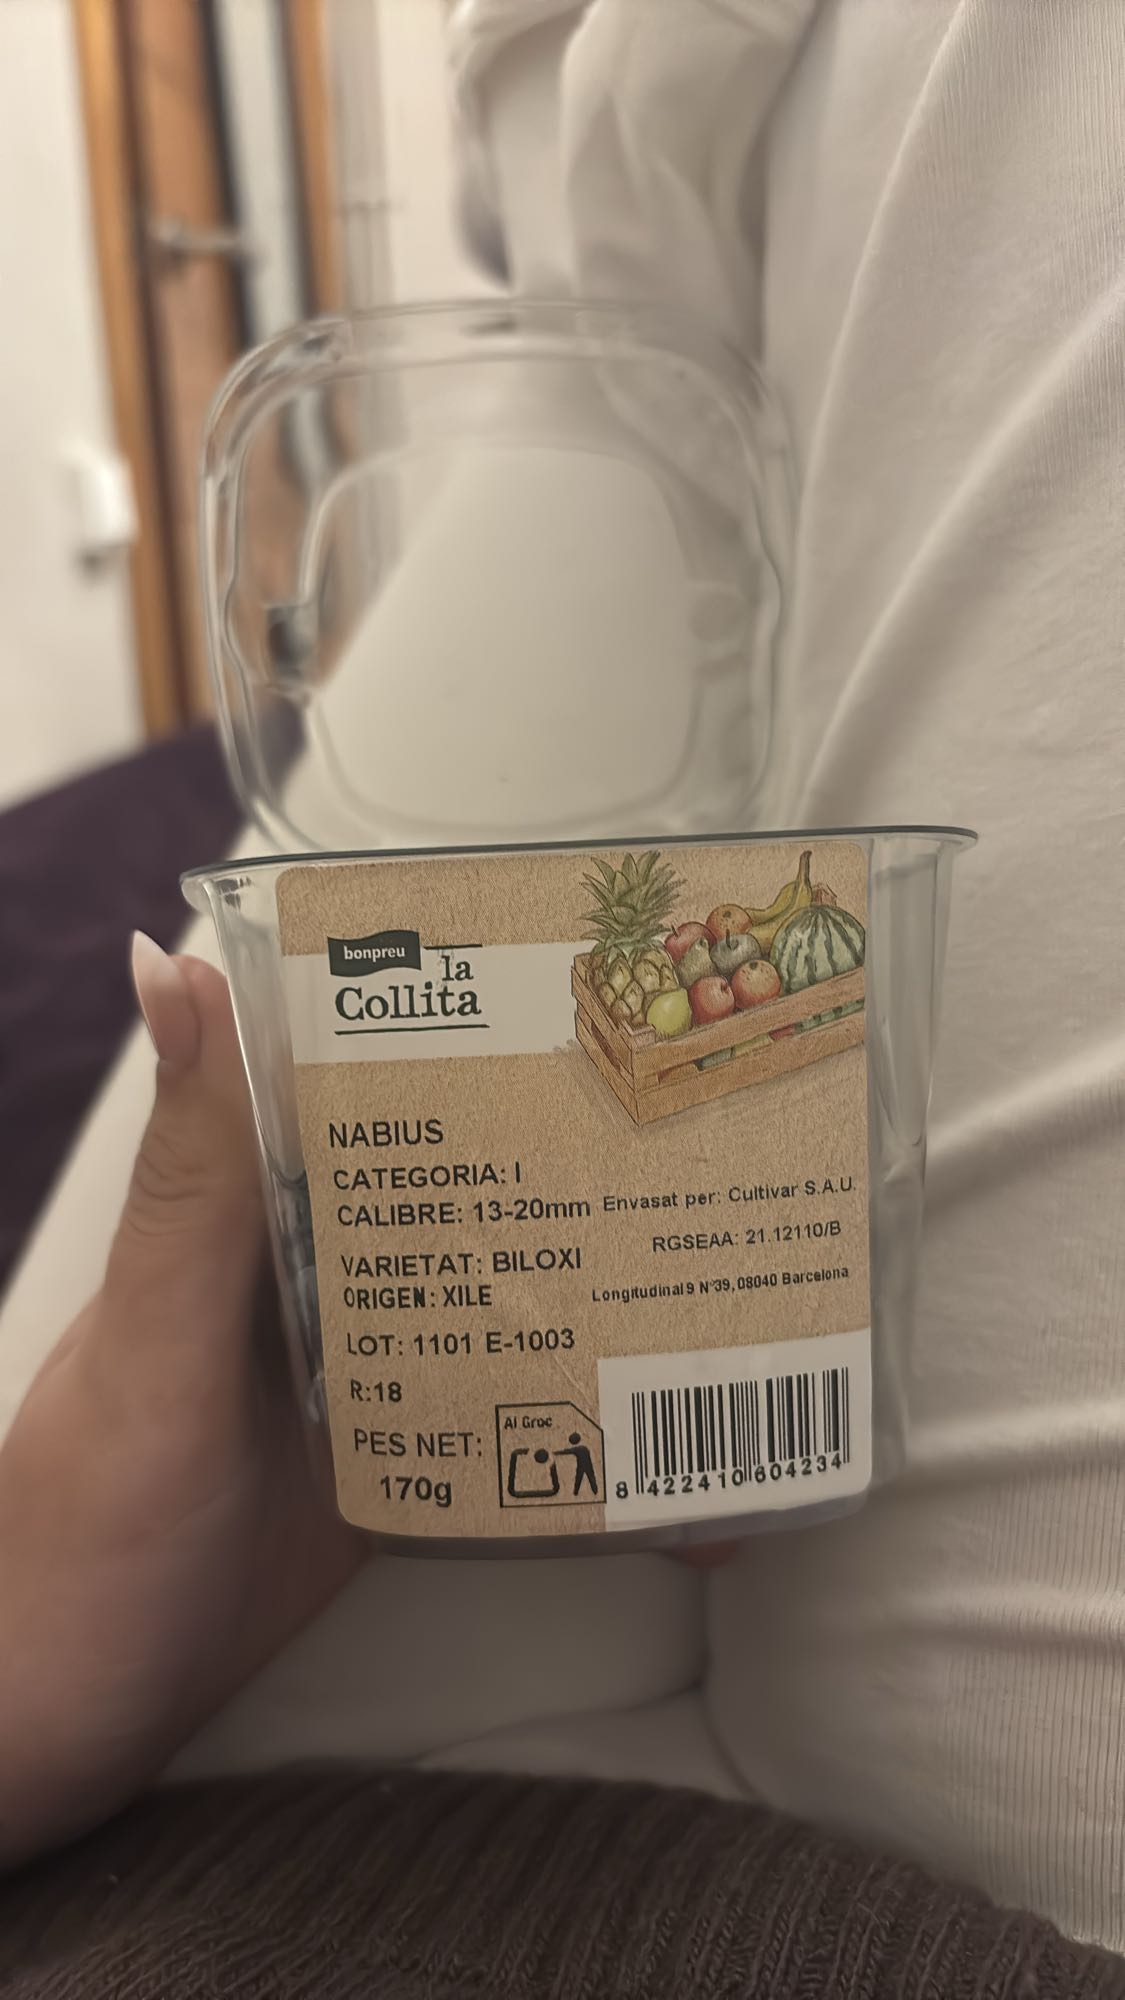 bonpreu
la
Collita
NABIUS
CATEGORIA: I
CALIBRE: 13-20mm
VARIETAT: BILOXI
ORIGEN: XILE
LOT: 1101 E-1003
R:18
PES NET:
170g
Envasat per: Cultivar S.A.U.
RGSEAA: 21.12110/B
Longitudinal 9 Nº39, 08040 Barcelona
Al Groc
8 422410 604234